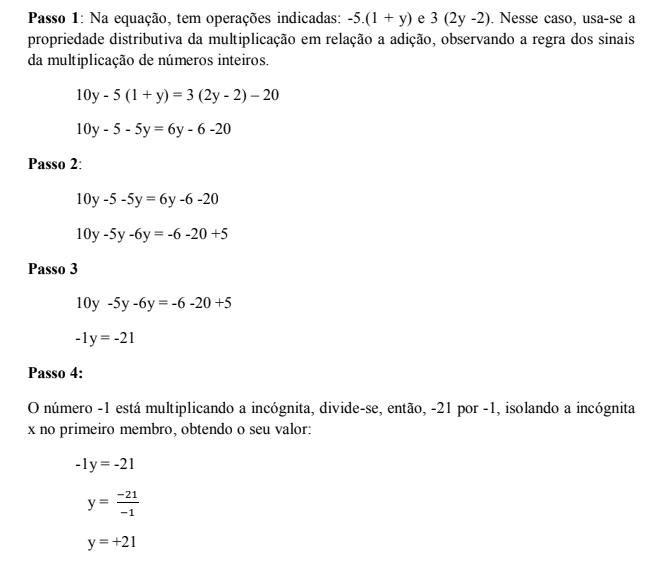 Passo 1: Na equação, tem operações indicadas: -5.(1 + y) e 3 (2y -2). Nesse caso, usa-se a
propriedade distributiva da multiplicação em relação a adição, observando a regra dos sinais
da multiplicação de números inteiros.
10y - 5 (1 + y) = 3 (2y - 2) – 20
10y - 5 - 5y = 6y - 6 -20
Passo 2:
10y -5 -5y = 6y -6 -20
10y -5y -6y = -6 -20 +5
Passo 3
10y -5y -6y = -6 -20 +5
-1y = -21
Passo 4:
O número -1 está multiplicando a incógnita, divide-se, então, -21 por -1, isolando a incógnita
x no primeiro membro, obtendo o seu valor:
-1y = -21
y = −21/−1
y = +21